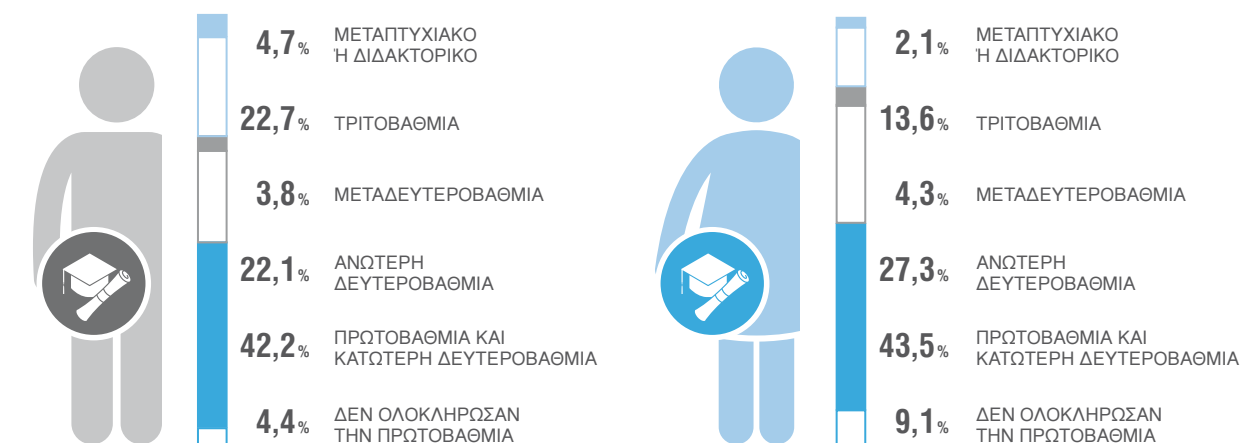 4,7% ΜΕΤΑΠΤΥΧΙΑΚΟ
Ή ΔΙΔΑΚΤΟΡΙΚΟ
22,7% ΤΡΙΤΟΒΑΘΜΙΑ
3,8% ΜΕΤΑΔΕΥΤΕΡΟΒΑΘΜΙΑ
22,1% ΑΝΩΤΕΡΗ
ΔΕΥΤΕΡΟΒΑΘΜΙΑ
42,2% ΠΡΩΤΟΒΑΘΜΙΑ ΚΑΙ
ΚΑΤΩΤΕΡΗ ΔΕΥΤΕΡΟΒΑΘΜΙΑ
4,4% ΔΕΝ ΟΛΟΚΛΗΡΩΣΑΝ
ΤΗΝ ΠΡΩΤΟΒΑΘΜΙΑ
2,1% ΜΕΤΑΠΤΥΧΙΑΚΟ
Ή ΔΙΔΑΚΤΟΡΙΚΟ
13,6% ΤΡΙΤΟΒΑΘΜΙΑ
4,3% ΜΕΤΑΔΕΥΤΕΡΟΒΑΘΜΙΑ
27,3% ΑΝΩΤΕΡΗ
ΔΕΥΤΕΡΟΒΑΘΜΙΑ
43,5% ΠΡΩΤΟΒΑΘΜΙΑ ΚΑΙ
ΚΑΤΩΤΕΡΗ ΔΕΥΤΕΡΟΒΑΘΜΙΑ
9,1% ΔΕΝ ΟΛΟΚΛΗΡΩΣΑΝ
ΤΗΝ ΠΡΩΤΟΒΑΘΜΙΑ